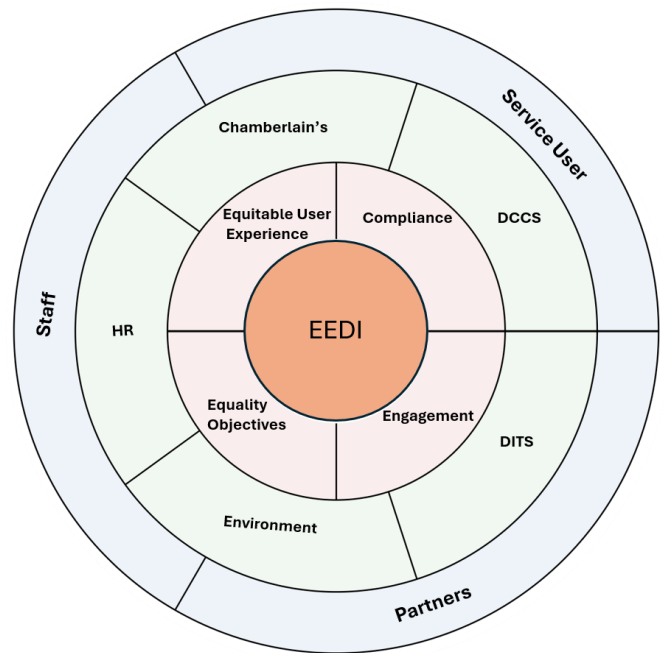 Service User
Chamberlain's
Equitable User
Experience
Compliance
DCCS
Staff
HR
EEDI
Equality
Objectives
Engagement
DITS
Environment
Partners